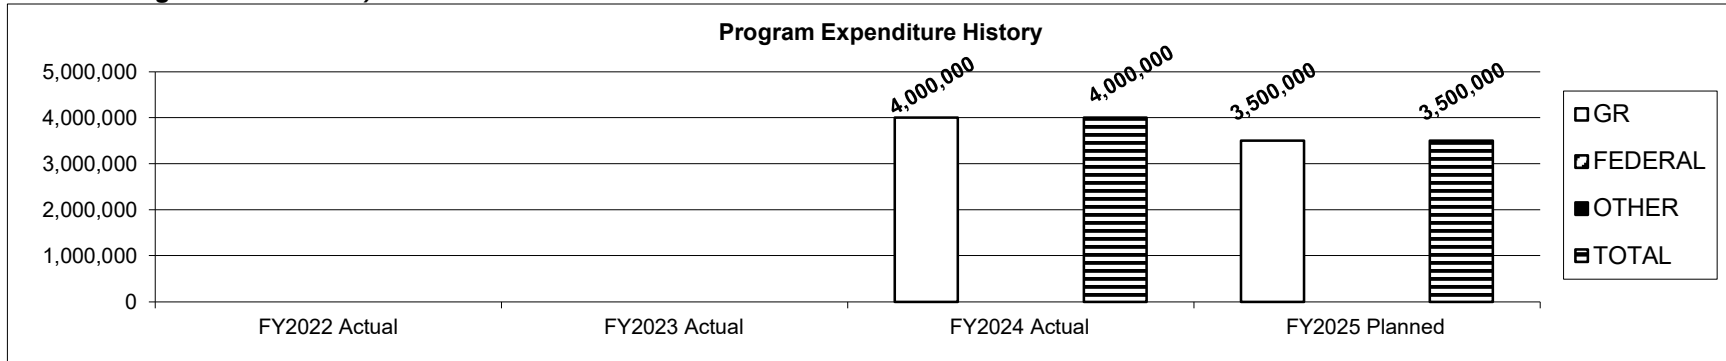 Program Expenditure History
5,000,000
4,000,000
3,000,000
2,000,000
1,000,000
0
4,000,000
4,000,000
3,500,000
3,500,000
FY2022 Actual
FY2023 Actual
FY2024 Actual
FY2025 Planned
GR
FEDERAL
OTHER
TOTAL